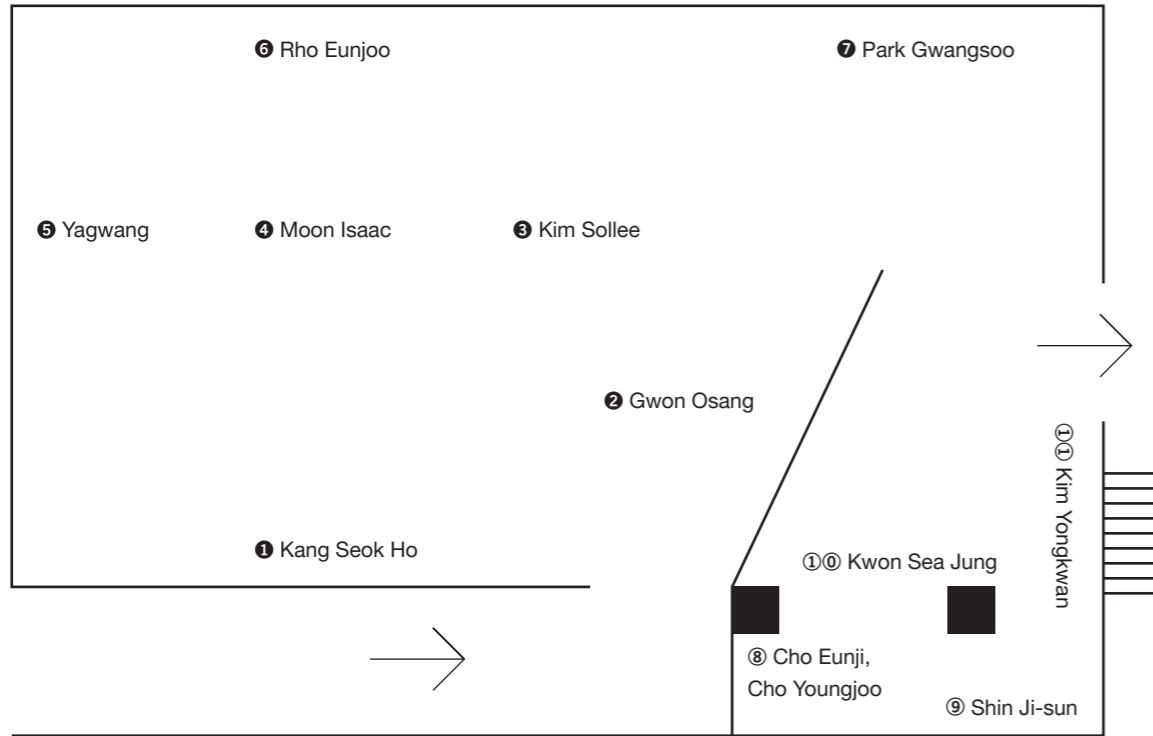 ❻ Rho Eunjoo
❼ Park Gwangsoo
❺ Yagwang
❹ Moon Isaac
❸ Kim Sollee
❷ Gwon Osang
①① Kim Yongkwan
❶ Kang Seok Ho
①⓪ Kwon Sea Jung
⑧ Cho Eunji,
Cho Youngjoo
⑨ Shin Ji-sun